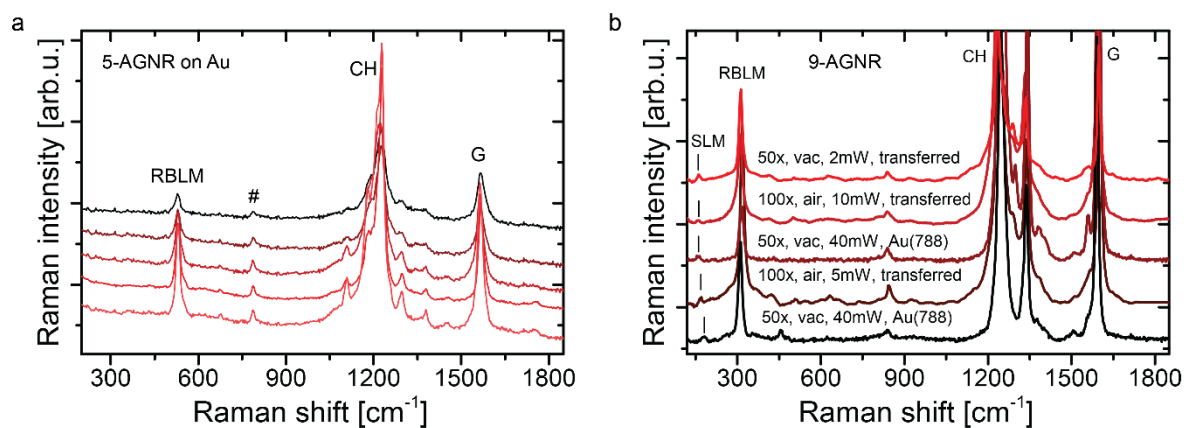 a
5-AGNR on Au
CH
RBLM
#
G
Raman intensity [arb.u.]
300 600 900 1200 1500 1800
Raman shift [cm⁻¹]
b
RBLM
CH
9-AGNR
G
SLM
50x, vac, 2mW, transferred
100x, air, 10mW, transferred
50x, vac, 40mW, Au(788)
100x, air, 5mW, transferred
50x, vac, 40mW, Au(788)
Raman intensity [arb.u.]
300 600 900 1200 1500 1800
Raman shift [cm⁻¹]